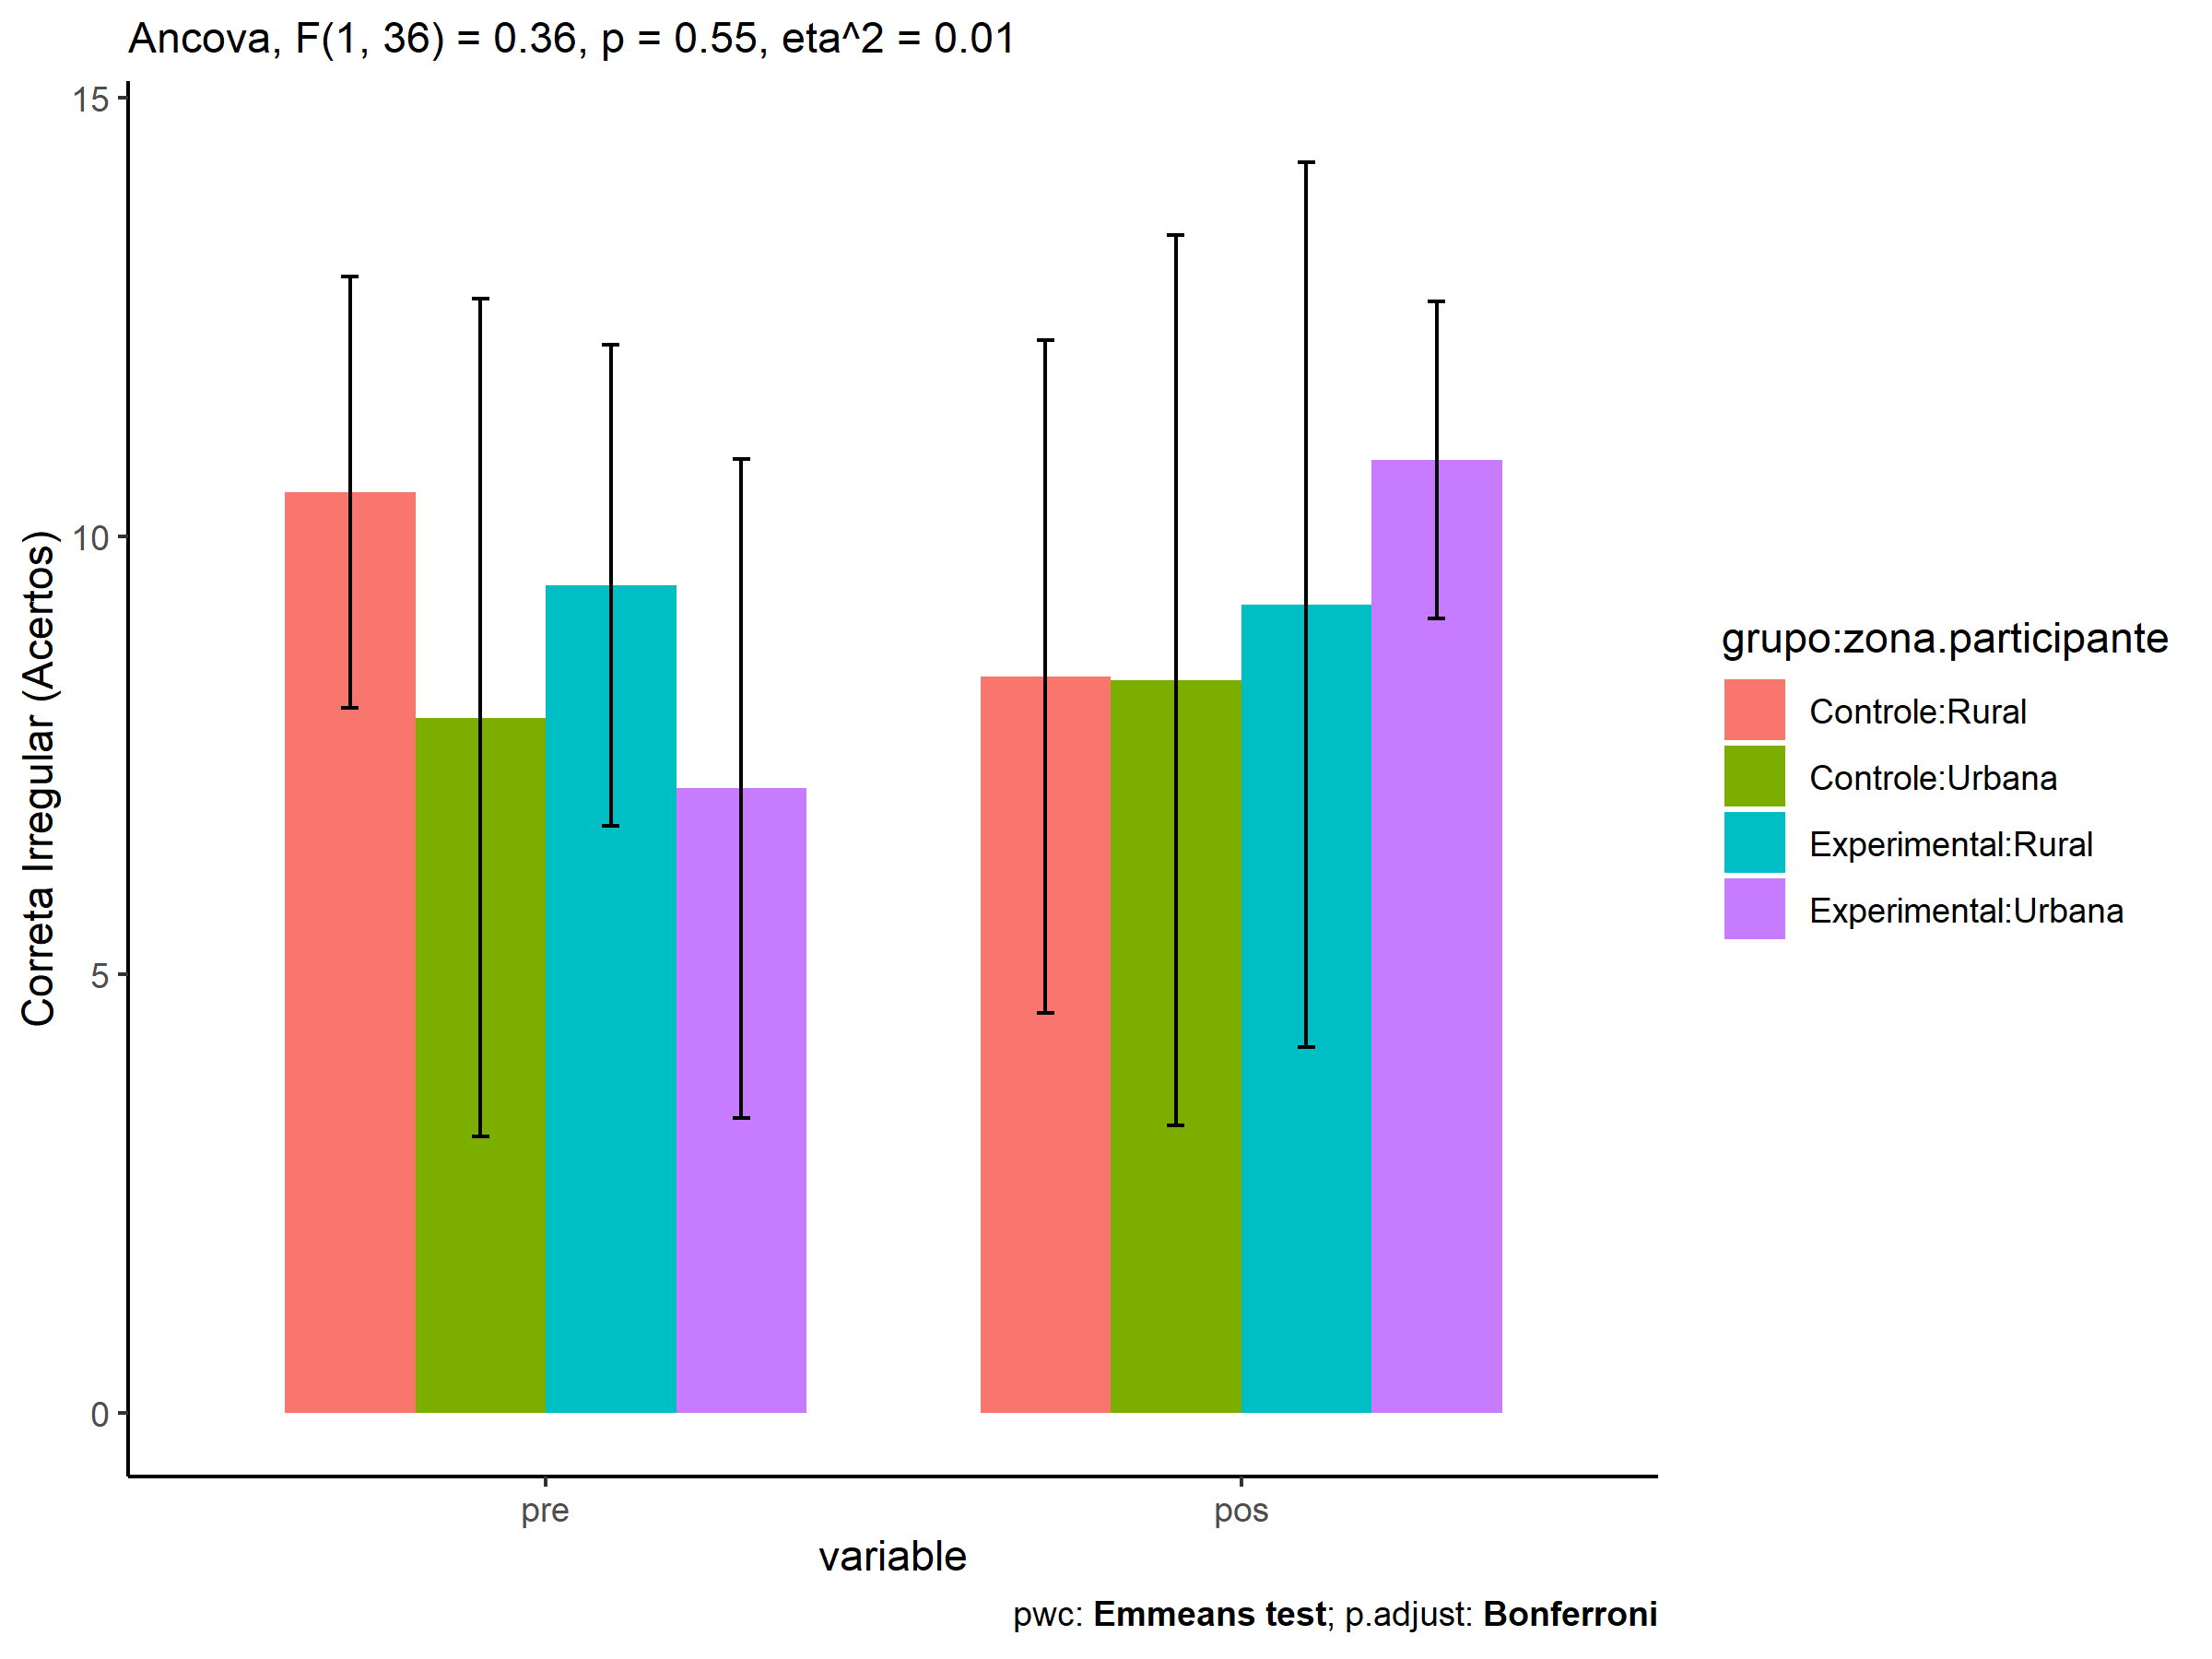 Ancova, F(1, 36) = 0.36, p = 0.55, eta^2 = 0.01
15
10
5
0
Correta Irregular (Acertos)
pre
pos
variable
grupo:zona.participante
Controle:Rural
Controle:Urbana
Experimental:Rural
Experimental:Urbana
pwc: Emmeans test; p.adjust: Bonferroni